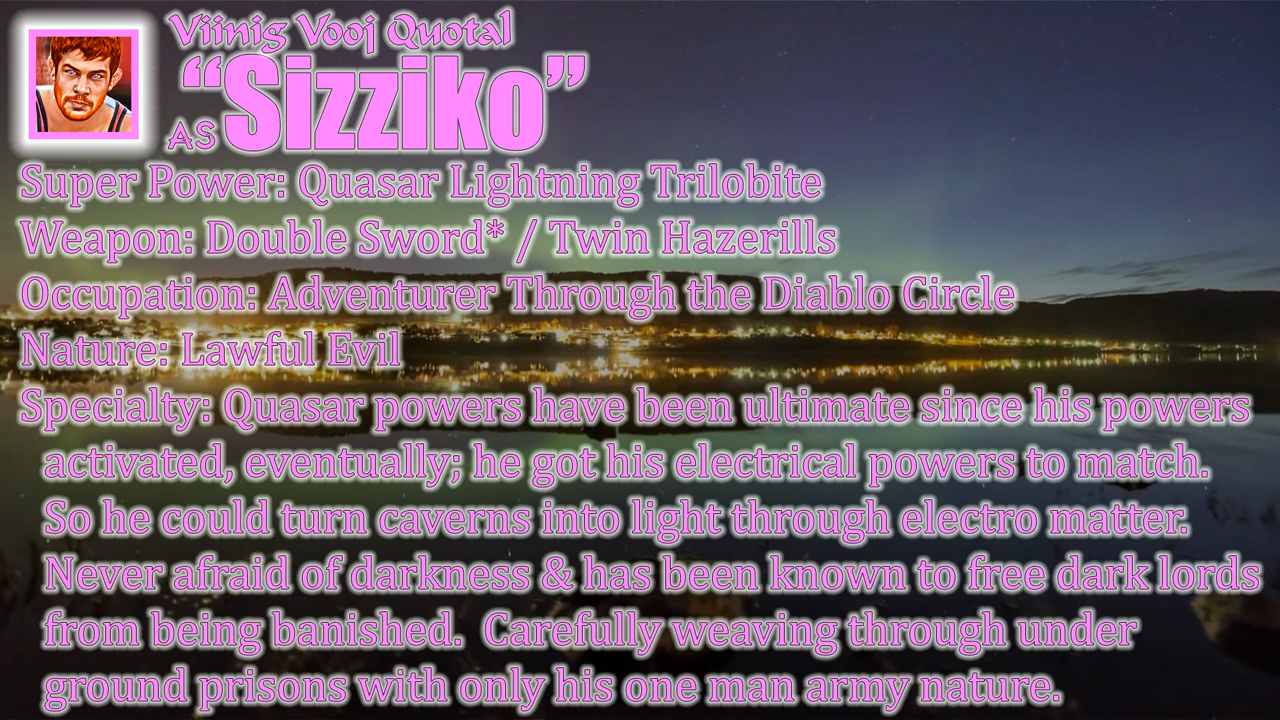 Viinig Vooj Quotal
AS “Sizziko”
Super Power: Quasar Lightning Trilobite
Weapon: Double Sword* / Twin Hazerills
Occupation: Adventurer Through the Diablo Circle
Nature: Lawful Evil
Specialty: Quasar powers have been ultimate since his powers
activated, eventually; he got his electrical powers to match.
So he could turn caverns into light through electro matter.
Never afraid of darkness & has been known to free dark lords
from being banished.  Carefully weaving through under
ground prisons with only his one man army nature.